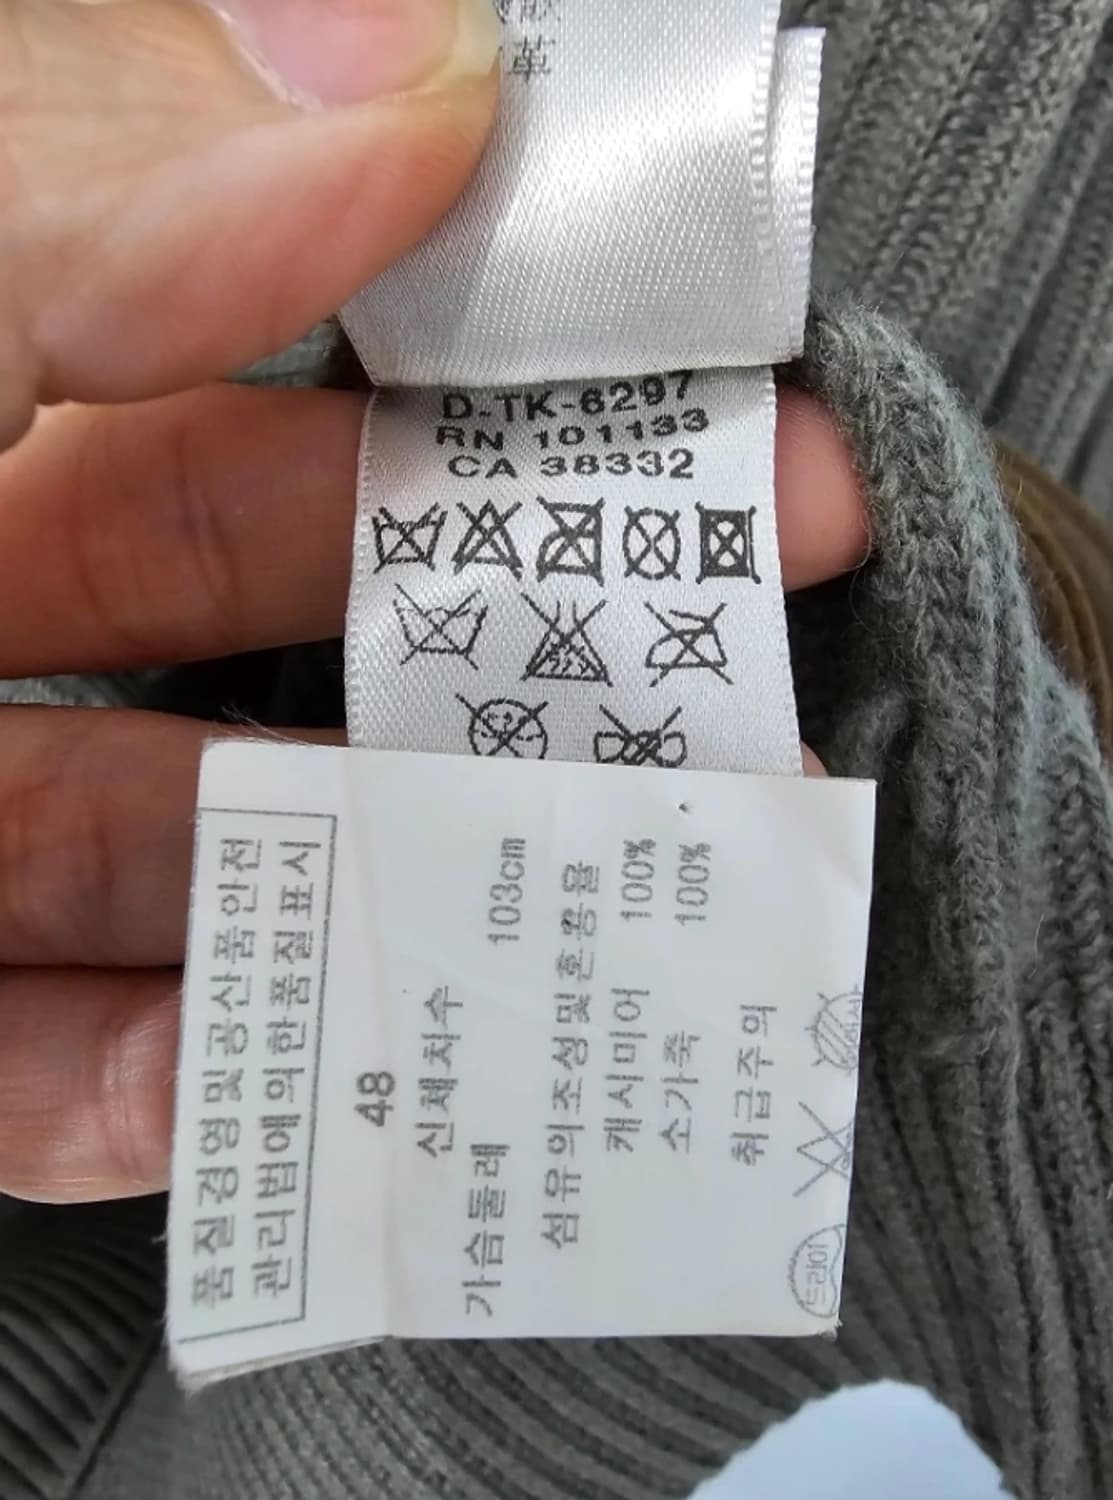 革
D-TK-6297
RN 101133
CA 38332
품질경영및공산품안전
관리법에의한품질표시
48
신체치수
가슴둘레 103cm
섬유의조성및혼용율
캐시미어 100%
소가죽 100%
취급주의
드라이